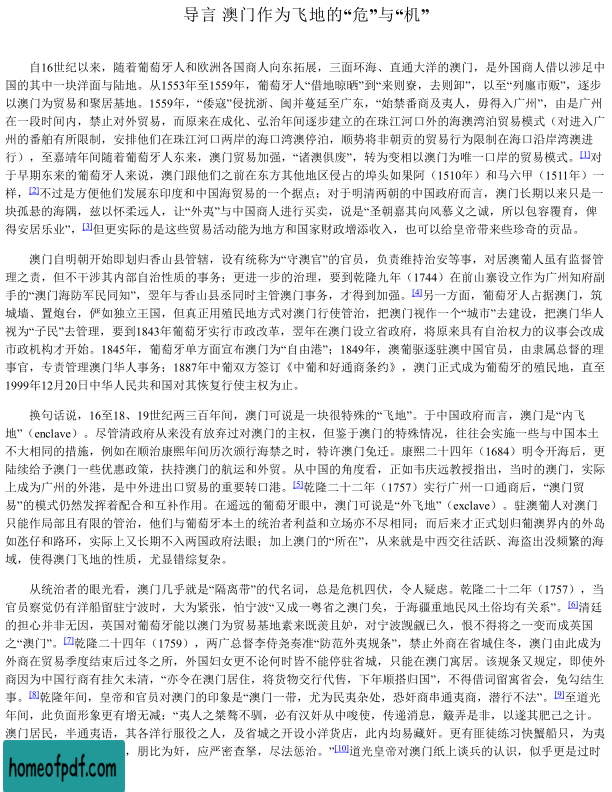 导言 澳门作为飞地的“危”与“机”
自16世纪以来，随着葡萄牙人和欧洲各国商人向东拓展，三面环海、直通大洋的澳门，是外国商人借以涉足中
国的其中一块洋面与陆地。从1553年至1559年，葡萄牙人“借地晾晒”到“来则寮，去则卸”，以至“列廛市贩”，逐步
以澳门为贸易和聚居基地。1559年，“倭寇”侵扰浙、闽并蔓延至广东，“始禁番商及夷人，毋得入广州”，由是广州
在一段时间内，禁止对外贸易，而原来在成化、弘治年间逐步建立的在珠江河口外的海澳湾泊贸易模式（对进入广
州的番舶有所限制，安排他们在珠江河口两岸的海口湾澳停泊，顺势将非朝贡的贸易行为限制在海口沿岸湾澳进
行），至嘉靖年间随着葡萄牙人东来，澳门贸易加强，“诸澳俱废”，转为变相以澳门为唯一口岸的贸易模式。[1]对
于早期东来的葡萄牙人来说，澳门跟他们之前在东方其他地区侵占的埠头如果阿（1510年）和马六甲（1511年）一
样，[2]不过是方便他们发展东印度和中国海贸易的一个据点；对于明清两朝的中国政府而言，澳门长期以来只是一
块孤悬的海隅，兹以怀柔远人，让“外夷”与中国商人进行买卖，说是“圣朝嘉其向风慕义之诚，所以包容覆育，俾
得安居乐业”，[3]但更实际的是这些贸易活动能为地方和国家财政增添收入，也可以给皇帝带来些珍奇的贡品。
澳门自明朝开始即划归香山县管辖，设有统称为“守澳官”的官员，负责维持治安等事，对居澳葡人虽有监督管
理之责，但不干涉其内部自治性质的事务；更进一步的治理，要到乾隆九年（1744）在前山寨设立作为广州知府副
手的“澳门海防军民同知”，翌年与香山县丞同时主管澳门事务，才得到加强。[4]另一方面，葡萄牙人占据澳门，筑
城墙、置炮台，俨如独立王国，但真正用殖民地方式对澳门行使管治，把澳门视作一个“城市”去建设，把澳门华人
视为“子民”去管理，要到1843年葡萄牙实行市政改革，翌年在澳门设立省政府，将原来具有自治权力的议事会改成
市政机构才开始。1845年，葡萄牙单方面宣布澳门为“自由港”；1849年，澳葡驱逐驻澳中国官员，由隶属总督的理
事官，专责管理澳门华人事务；1887年中葡双方签订《中葡和好通商条约》，澳门正式成为葡萄牙的殖民地，直至
1999年12月20日中华人民共和国对其恢复行使主权为止。
换句话说，16至18、19世纪两三百年间，澳门可说是一块很特殊的“飞地”。于中国政府而言，澳门是“内飞
地”（enclave）。尽管清政府从来没有放弃过对澳门的主权，但鉴于澳门的特殊情况，往往会实施一些与中国本土
不大相同的措施，例如在顺治康熙年间历次颁行海禁之时，特许澳门免迁。康熙二十四年（1684）明令开海后，更
陆续给予澳门一些优惠政策，扶持澳门的航运和外贸。从中国的角度看，正如韦庆远教授指出，当时的澳门，实际
上成为广州的外港，是中外进出口贸易的重要转口港。[5]乾隆二十二年（1757）实行广州一口通商后，“澳门贸
易”的模式仍然发挥着配合和互补作用。在遥远的葡萄牙眼中，澳门可说是“外飞地”（exclave）。驻澳葡人对澳门
只能作局部且有限的管治，他们与葡萄牙本土的统治者利益和立场亦不尽相同；而后来才正式划归葡澳界内的外岛
如氹仔和路环，实际上又长期不入两国政府法眼；加上澳门的“所在”，从来就是中西交往活跃、海盗出没频繁的海
域，使得澳门飞地的性质，尤显错综复杂。
从统治者的眼光看，澳门几乎就是“隔离带”的代名词，总是危机四伏，令人疑虑。乾隆二十二年（1757），当
官员察觉仍有洋船留驻宁波时，大为紧张，怕宁波“又成一粤省之澳门矣，于海疆重地民风土俗均有关系”。[6]清廷
的担心并非无因，英国对葡萄牙能以澳门为贸易基地素来既羡且妒，对宁波觊觎已久，恨不得将之一变而成英国
之“澳门”。[7]乾隆二十四年（1759），两广总督李侍尧奏准“防范外夷规条”，禁止外商在省城住冬，澳门由此成为
外商在贸易季度结束后过冬之所，外国妇女更不论何时皆不能停驻省城，只能在澳门寓居。该规条又规定，即使外
商因为中国行商有挂欠未清，“亦令在澳门居住，将货物交行代售，下年顺搭归国”，不得借词留寓省会，免勾结生
事。[8]乾隆年间，皇帝和官员对澳门的印象是“澳门一带，尤为民夷杂处，恐奸商串通夷商，潜行不法”。[9]至道光
年间，此负面形象更有增无减：“夷人之桀骜不驯，必有汉奸从中唆使，传递消息，簸弄是非，以遂其肥己之计。
澳门居民，半通夷语，其各洋行服役之人，及省城之开设小洋货店，此内均易藏奸。更有匪徒练习快蟹船只，为夷
，朋比为奸，应严密查拏，尽法惩治。”[10]道光皇帝对澳门纸上谈兵的认识，似乎更是过时
homeofpdf.com